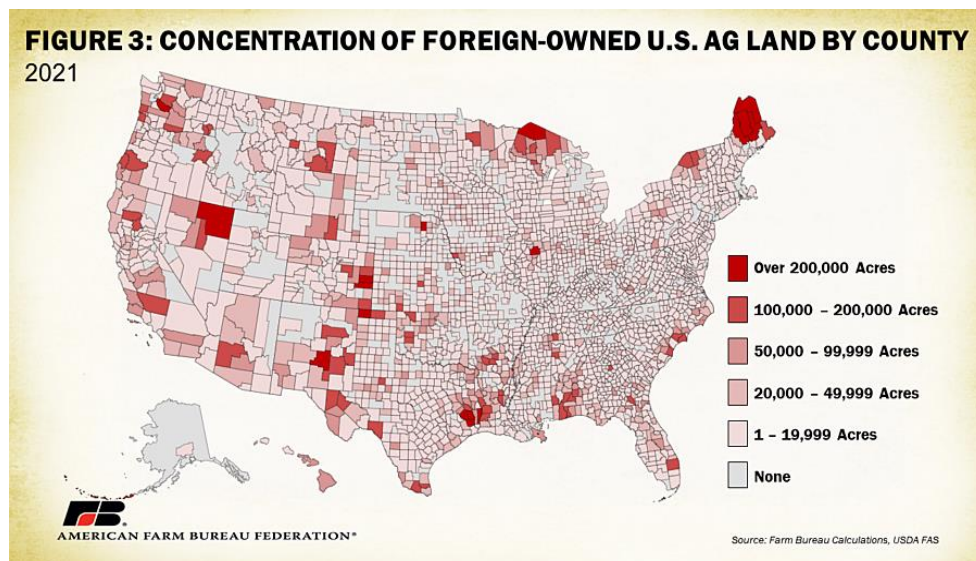 FIGURE 3: CONCENTRATION OF FOREIGN-OWNED U.S. AG LAND BY COUNTY
2021
Over 200,000 Acres
100,000 – 200,000 Acres
50,000 – 99,999 Acres
20,000 – 49,999 Acres
1 – 19,999 Acres
None
FB
AMERICAN FARM BUREAU FEDERATION®
Source: Farm Bureau Calculations, USDA FAS